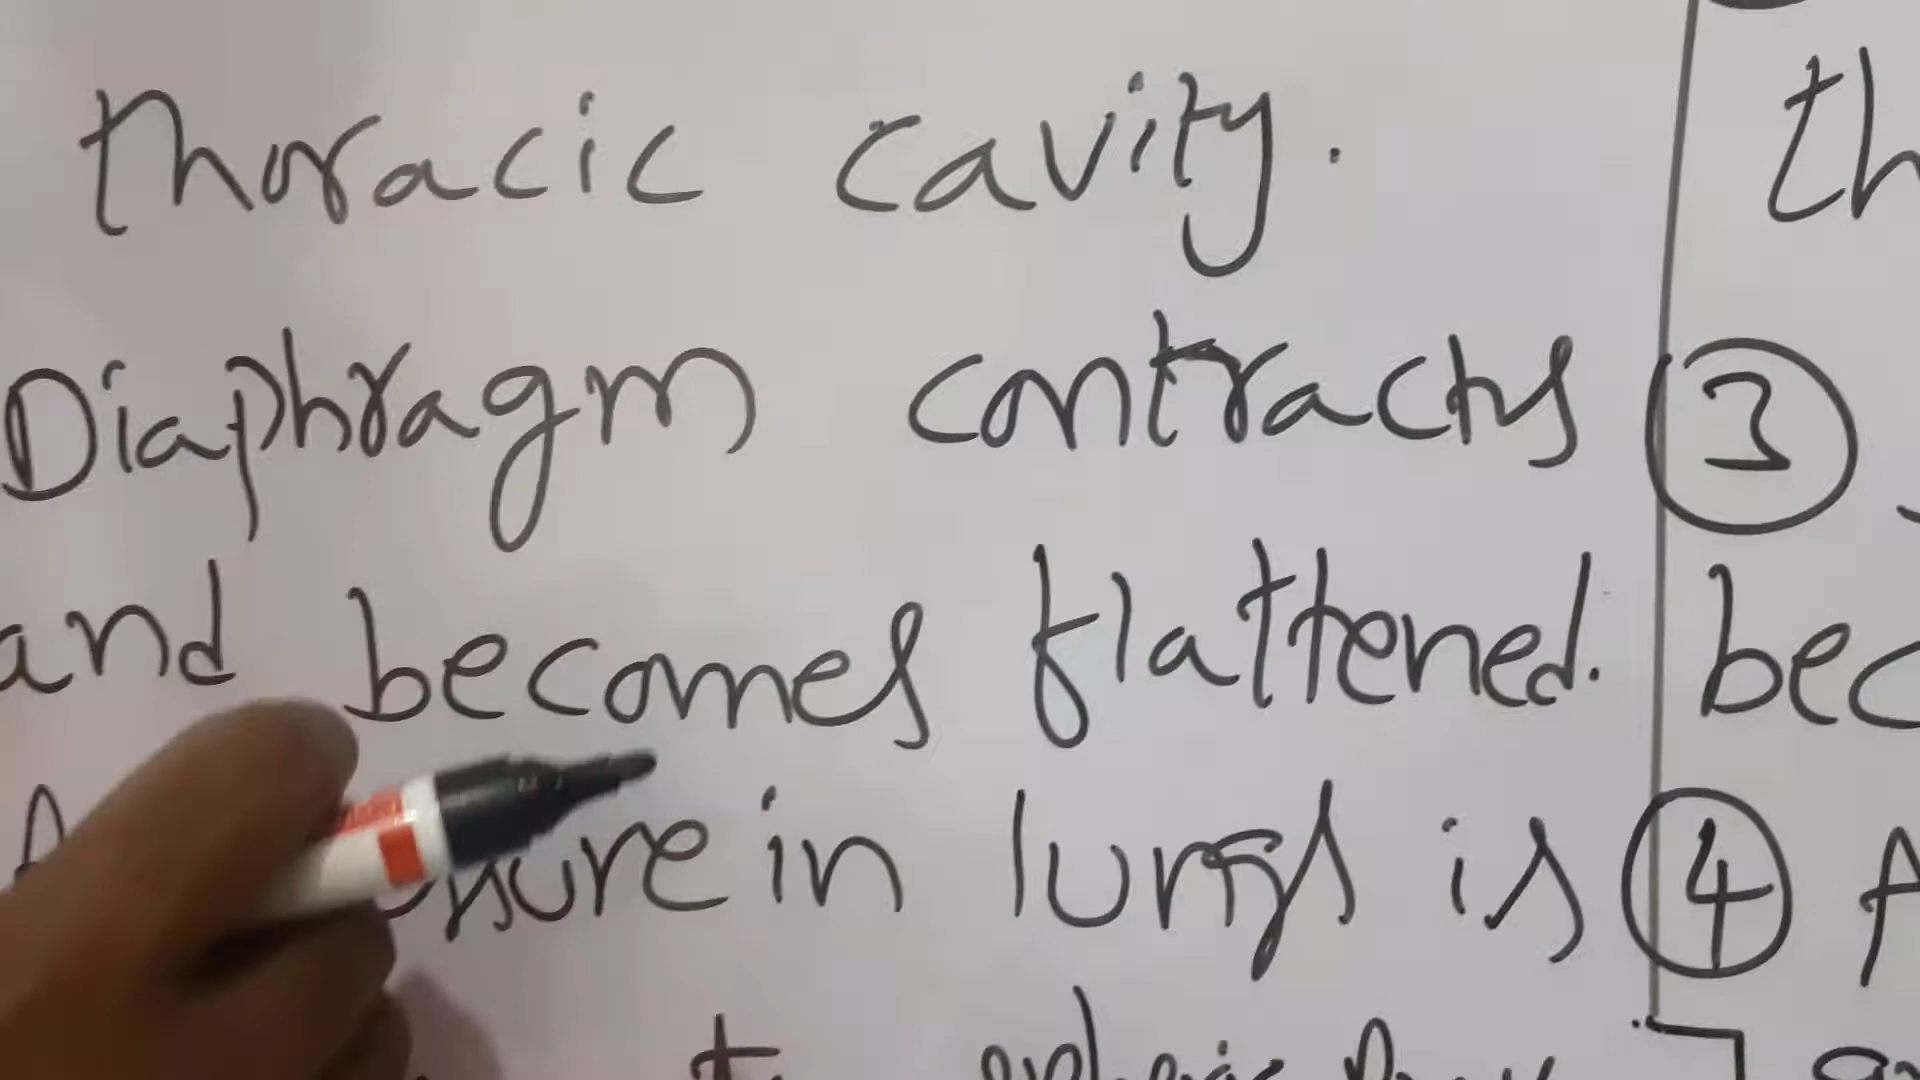 thoracic cavity.
Diaphragm contracts
and becomes flattened.
in lungs is
th
3
bec
4
A